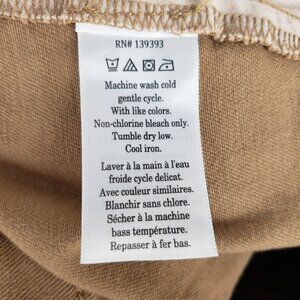 RN# 139393
Machine wash cold
gentle cycle.
With like colors.
Non-chlorine bleach only.
Tumble dry low.
Cool iron.
Laver à la main à l'eau
froide cycle delicat.
Avec couleur similaires.
Blanchir sans chlore.
Sécher à la machine
bass température.
Repasser à fer bas.